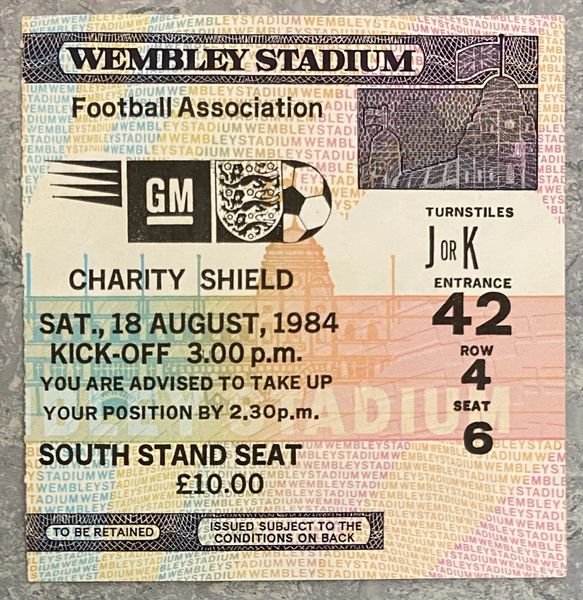 WEMBLEY STADIUM
Football Association
GM
CHARITY SHIELD
SAT., 18 AUGUST, 1984
KICK-OFF 3.00 p.m.
YOU ARE ADVISED TO TAKE UP
YOUR POSITION BY 2.30p.m.
SOUTH STAND SEAT
£10.00
TURNSTILES
J OR K
ENTRANCE
42
ROW
4
SEAT
6
BLEY STADIUM
TO BE RETAINED
ISSUED SUBJECT TO THE
CONDITIONS ON BACK